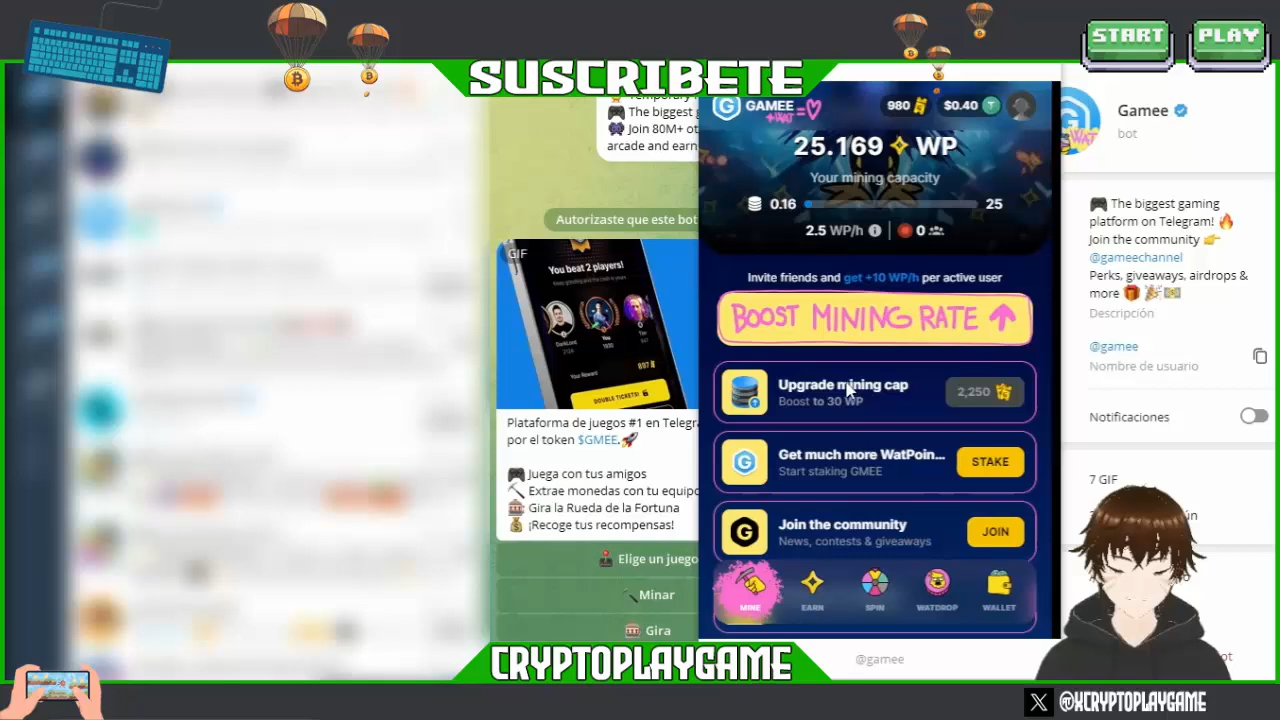 START
PLAY
SUSCRIBETE
Temporary
🎮 The biggest g
👾 Join 80M+ ot
arcade and earn
Autorizaste que este bot
GIF
You beat 2 players!
You
Your Reward
DOUBLE TICKETS!
Plataforma de juegos #1 en Telegra
por el token $GMEE.🚀
🎮 Juega con tus amigos
⛏️ Extrae monedas con tu equipo
🎰 Gira la Rueda de la Fortuna
💰 ¡Recoge tus recompensas!
🕹️ Elige un juego
⛏️ Minar
🎰 Gira
GAMEE
+WAT=
980
$0.40
25.169 WP
Your mining capacity
0.16
25
2.5 WP/h
0
Invite friends and get +10 WP/h per active user
BOOST MINING RATE ↑
Upgrade mining cap
Boost to 30 WP
2,250
Get much more WatPoin...
Start staking GMEE
STAKE
Join the community
News, contests & giveaways
JOIN
MINE
EARN
SPIN
WATDROP
WALLET
Gamee
bot
WAT
🎮 The biggest gaming
platform on Telegram! 🔥
Join the community 👉
@gameechannel
Perks, giveaways, airdrops &
more 🎁 🎉 💵
Descripción
@gamee
Nombre de usuario
Notificaciones
7 GIF
@gamee
CRYPTOPLAYGAME
X @XCRYPTOPLAYGAME